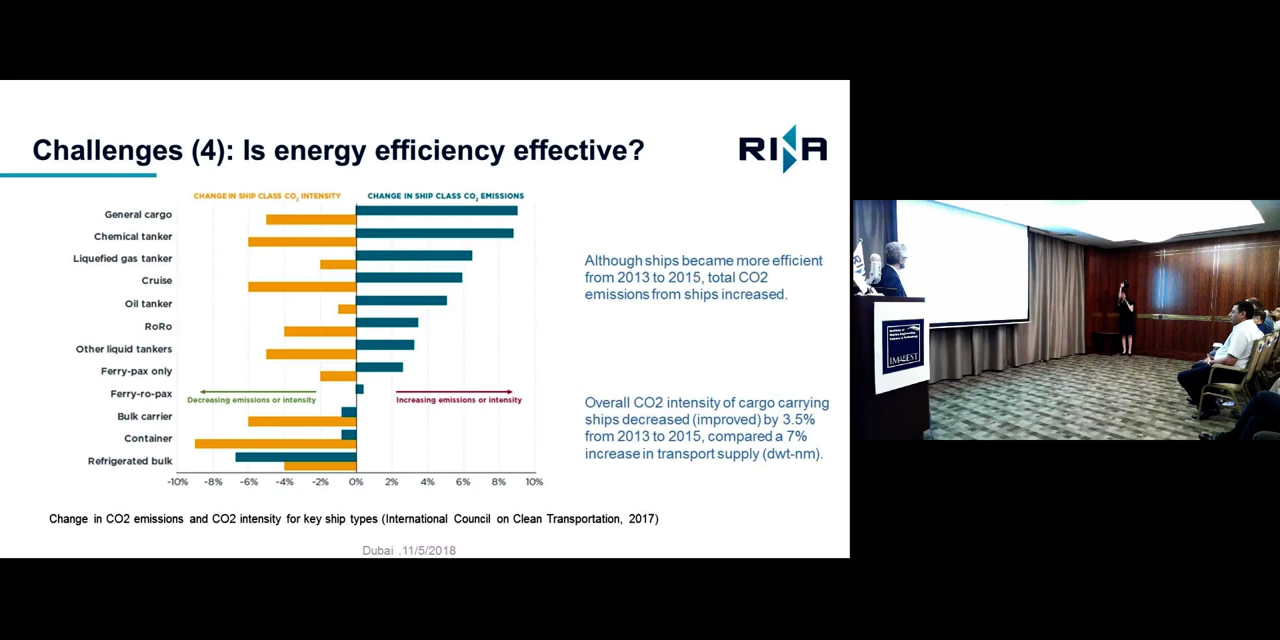 Challenges (4): Is energy efficiency effective?
RINA
CHANGE IN SHIP CLASS CO2 INTENSITY
CHANGE IN SHIP CLASS CO2 EMISSIONS
General cargo
Chemical tanker
Liquefied gas tanker
Cruise
Oil tanker
RoRo
Other liquid tankers
Ferry-pax only
Ferry-ro-pax
Bulk carrier
Container
Refrigerated bulk
Decreasing emissions or intensity
Increasing emissions or intensity
-10% -8% -6% -4% -2% 0% 2% 4% 6% 8% 10%
Although ships became more efficient
from 2013 to 2015, total CO2
emissions from ships increased.
Overall CO2 intensity of cargo carrying
ships decreased (improved) by 3.5%
from 2013 to 2015, compared a 7%
increase in transport supply (dwt-nm).
Change in CO2 emissions and CO2 intensity for key ship types (International Council on Clean Transportation, 2017)
Dubai .11/5/2018
Institute of
Marine Engineering,
Science & Technology
IMarEST